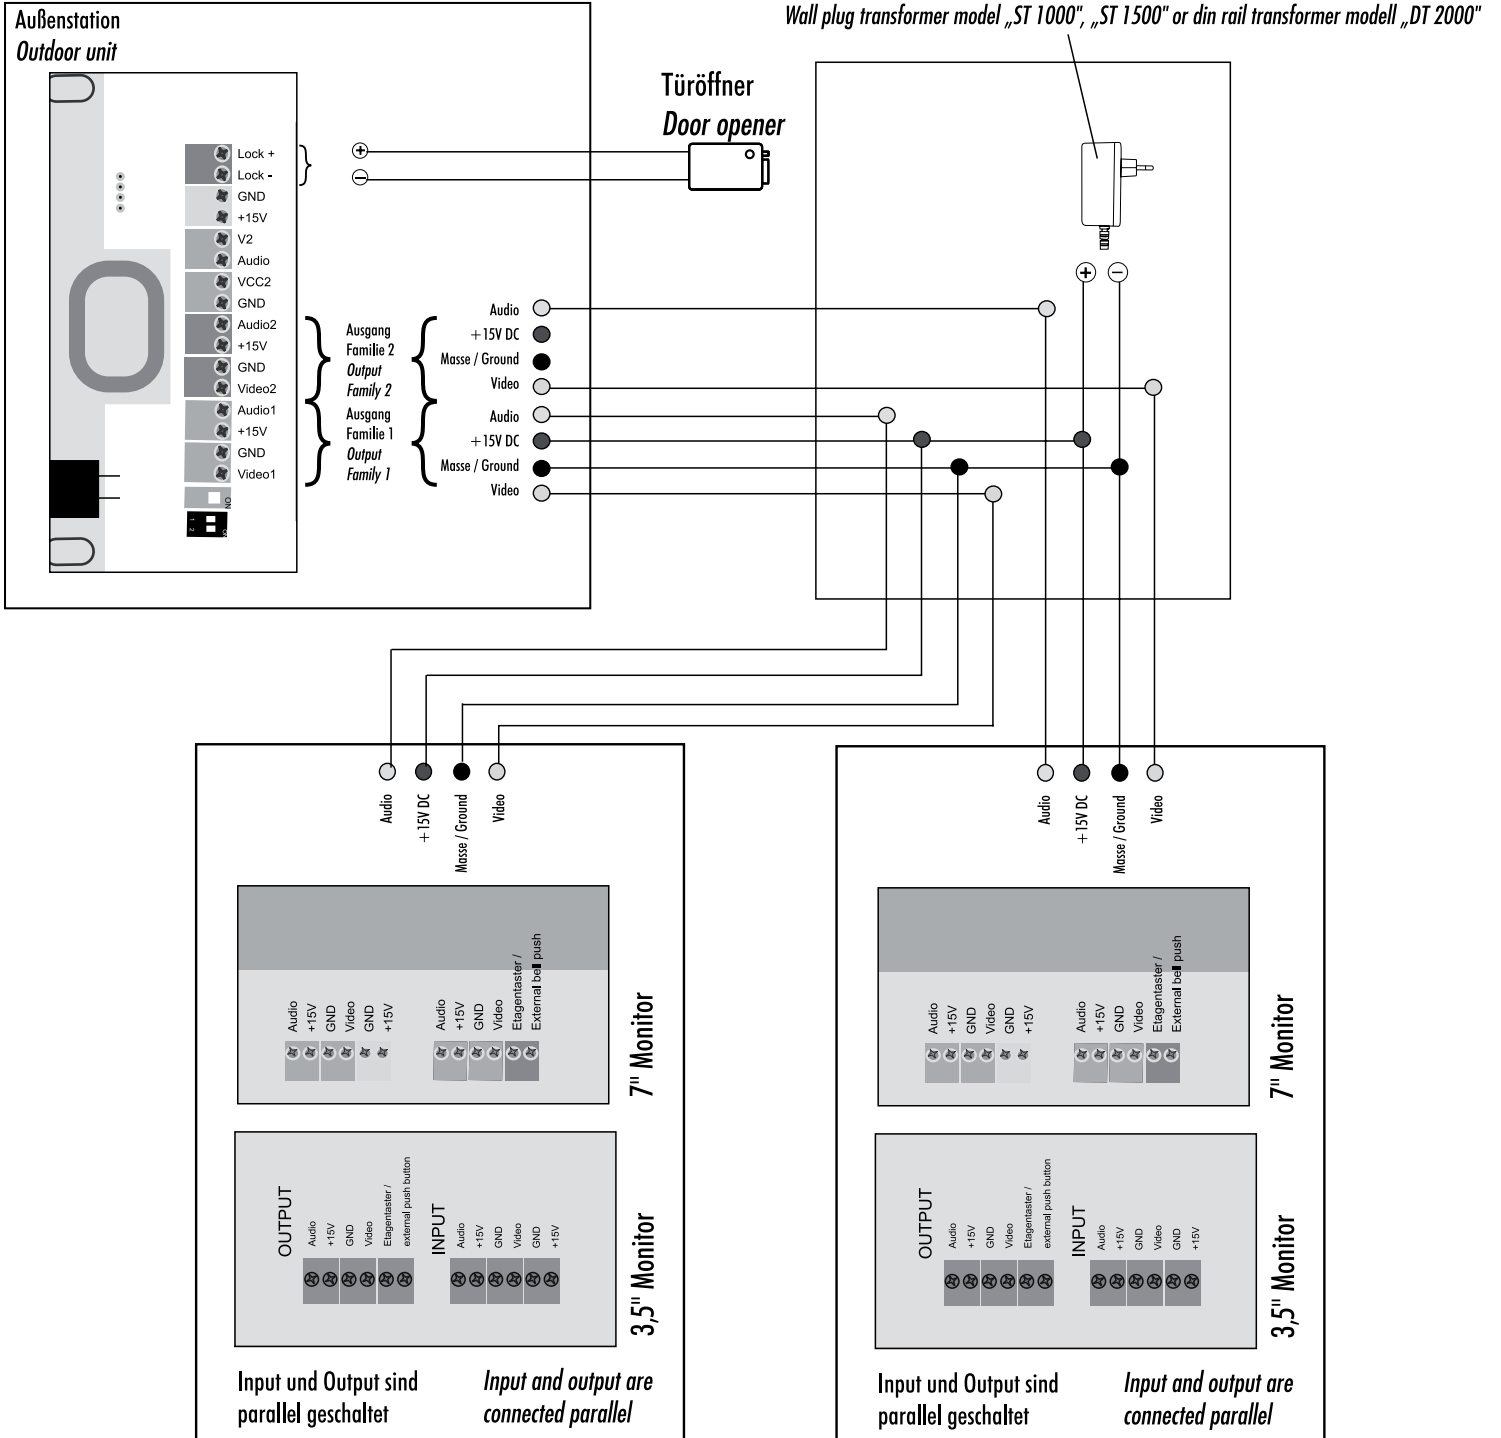 Außenstation
Outdoor unit
Wall plug transformer model „ST 1000", „ST 1500" or din rail transformer modell „DT 2000"
Türöffner
Door opener
Lock +
Lock -
GND
+15V
V2
Audio
VCC2
GND
Audio2
+15V
GND
Video2
Audio1
+15V
GND
Video1
ON
1 2
Ausgang
Familie 2
Output
Family 2
Ausgang
Familie 1
Output
Family 1
Audio
+15V DC
Masse / Ground
Video
Audio
+15V DC
Masse / Ground
Video
+
−
+
−
Audio
+15V DC
Masse / Ground
Video
Audio
+15V
GND
Video
GND
+15V
Audio
+15V
GND
Video
Etagentaster /
External bell push
7" Monitor
OUTPUT
Audio
+15V
GND
Video
Etagentaster /
external push button
INPUT
Audio
+15V
GND
Video
GND
+15V
3,5" Monitor
Input und Output sind
parallel geschaltet
Input and output are
connected parallel
Audio
+15V DC
Masse / Ground
Video
Audio
+15V
GND
Video
GND
+15V
Audio
+15V
GND
Video
Etagentaster /
External bell push
7" Monitor
OUTPUT
Audio
+15V
GND
Video
Etagentaster /
external push button
INPUT
Audio
+15V
GND
Video
GND
+15V
3,5" Monitor
Input und Output sind
parallel geschaltet
Input and output are
connected parallel